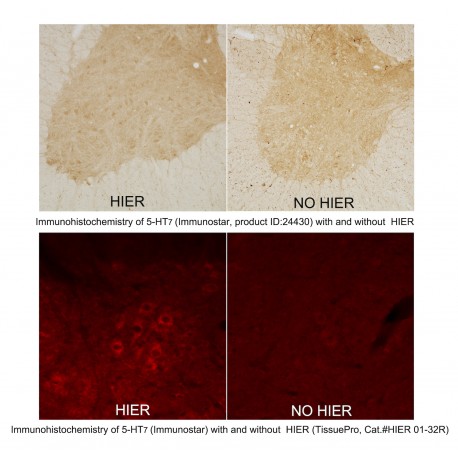 HIER NO HIER
Immunohistochemistry of 5-HT7 (Immunostar, product ID:24430) with and without HIER
HIER NO HIER
Immunohistochemistry of 5-HT7 (Immunostar) with and without HIER (TissuePro, Cat.#HIER 01-32R)